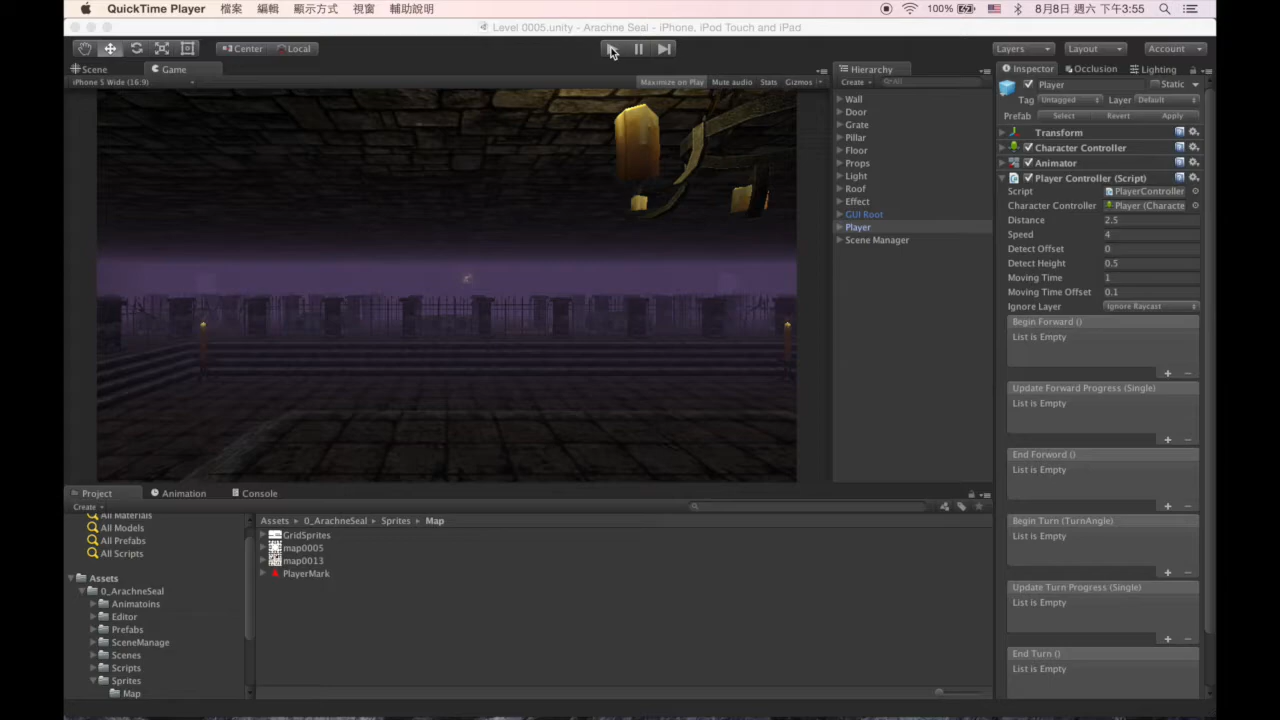 QuickTime Player 檔案 編輯 顯示方式 視窗 輔助說明 100% 8月8日 週六 下午3:55
Level 0005.unity - Arachne Seal - iPhone, iPod Touch and iPad
Center Local Layers Layout Account
Scene Game Hierarchy Inspector Occlusion Lighting
iPhone 5 Wide (16:9) Maximize on Play Mute audio Stats Gizmos
Create All
Wall
Door
Grate
Pillar
Floor
Props
Light
Roof
Effect
GUI Root
Player
Scene Manager
Player Static
Tag Untagged Layer Default
Prefab Select Revert Apply
Transform
Character Controller
Animator
Player Controller (Script)
Script PlayerController
Character Controller Player (Characte
Distance 2.5
Speed 4
Detect Offset 0
Detect Height 0.5
Moving Time 1
Moving Time Offset 0.1
Ignore Layer Ignore Raycast
Begin Forward ()
List is Empty
Update Forward Progress (Single)
List is Empty
End Forword ()
List is Empty
Begin Turn (TurnAngle)
List is Empty
Update Turn Progress (Single)
List is Empty
End Turn ()
List is Empty
Project Animation Console
Create
All Materials
All Models
All Prefabs
All Scripts
Assets
0_ArachneSeal
Animatoins
Editor
Prefabs
SceneManage
Scenes
Scripts
Sprites
Map
Assets 0_ArachneSeal Sprites Map
GridSprites
map0005
map0013
PlayerMark